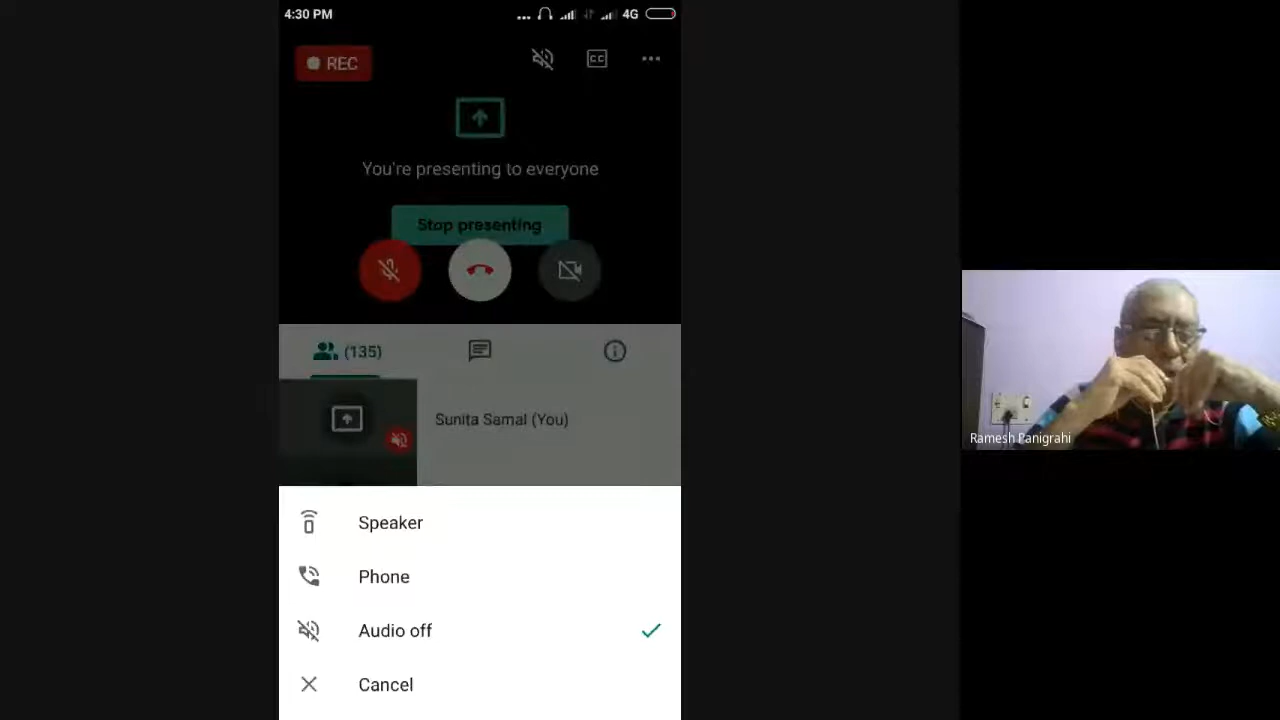 4:30 PM
4G
REC
CC
You're presenting to everyone
Stop presenting
(135)
Sunita Samal (You)
Speaker
Phone
Audio off
Cancel
Ramesh Panigrahi